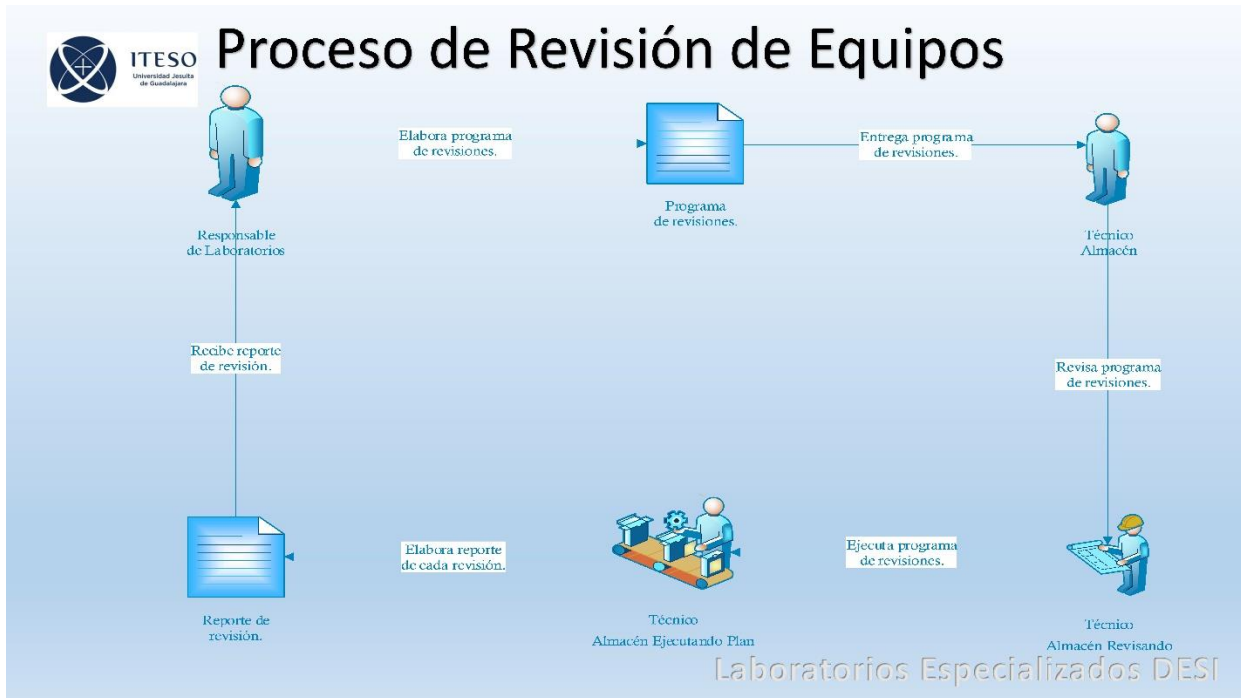 ITESO
Universidad Jesuita
de Guadalajara
Proceso de Revisión de Equipos
Elabora programa
de revisiones.
Entrega programa
de revisiones.
Programa
de revisiones.
Responsable
de Laboratorios
Técnico
Almacén
Recibe reporte
de revisión.
Revisa programa
de revisiones.
Elabora reporte
de cada revisión.
Ejecuta programa
de revisiones.
Reporte de
revisión.
Técnico
Almacén Ejecutando Plan
Técnico
Almacén Revisando
Laboratorios Especializados DESI